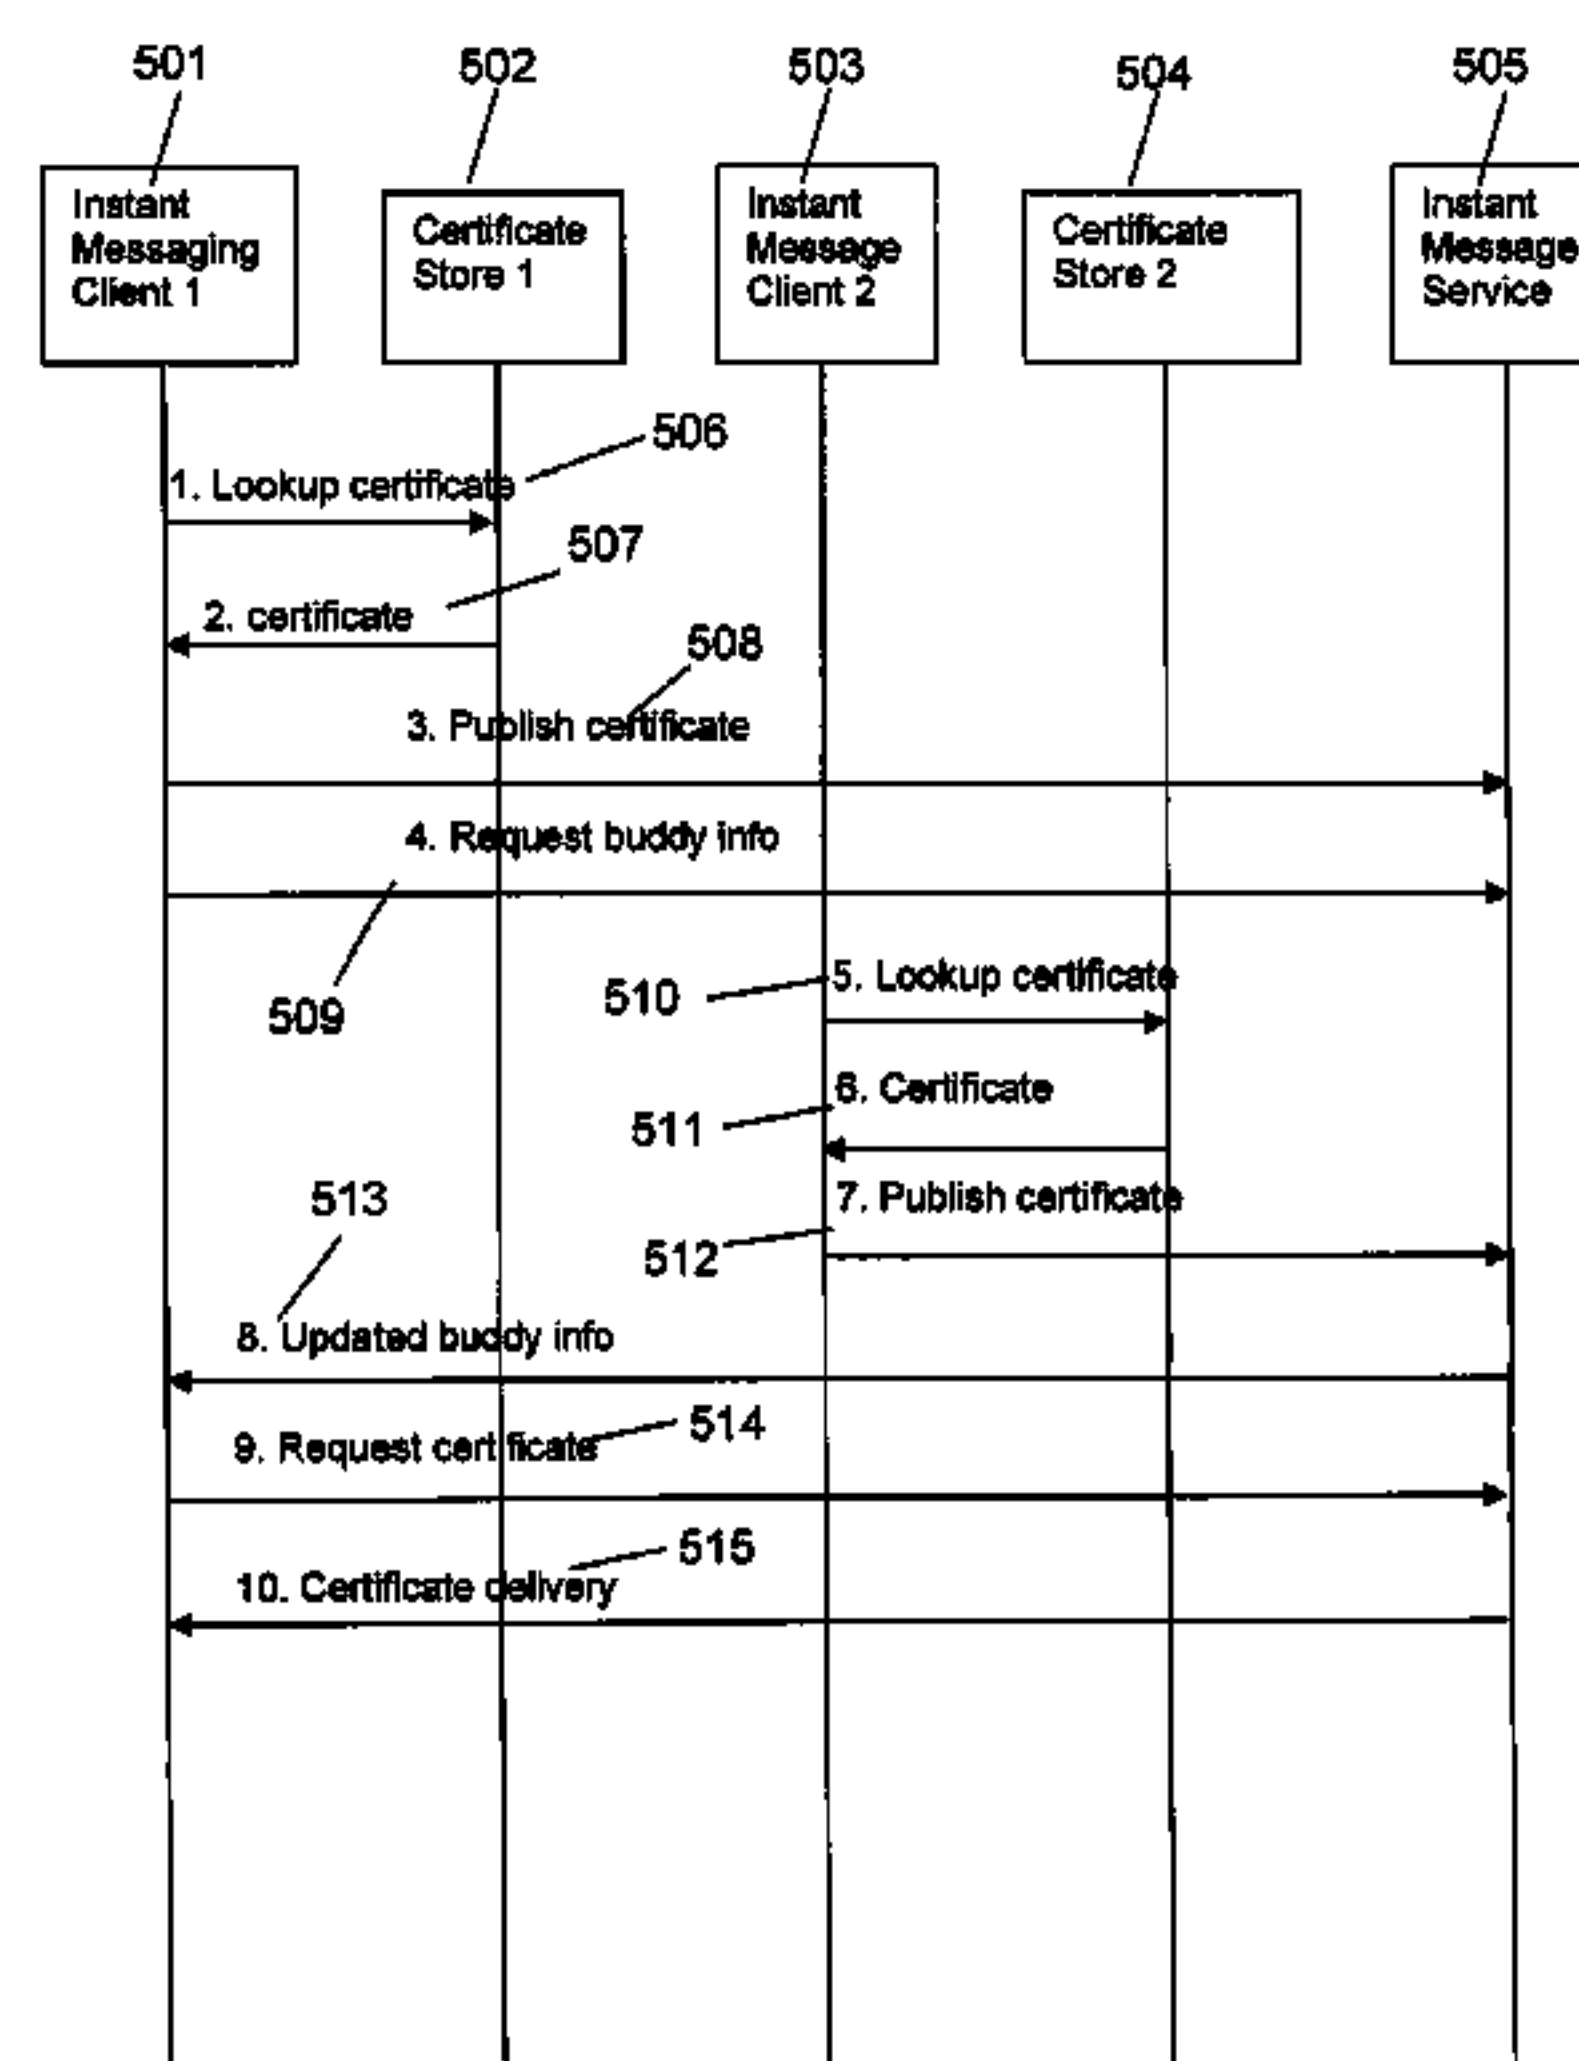 501
502
503
504
505
Instant
Messaging
Client 1
Certificate
Store 1
Instant
Message
Client 2
Certificate
Store 2
Instant
Message
Service
506
1. Lookup certificate
507
2. certificate
508
3. Publish certificate
4. Request buddy info
509
510
5. Lookup certificate
6. Certificate
511
7. Publish certificate
513
512
8. Updated buddy info
514
9. Request certificate
515
10. Certificate delivery